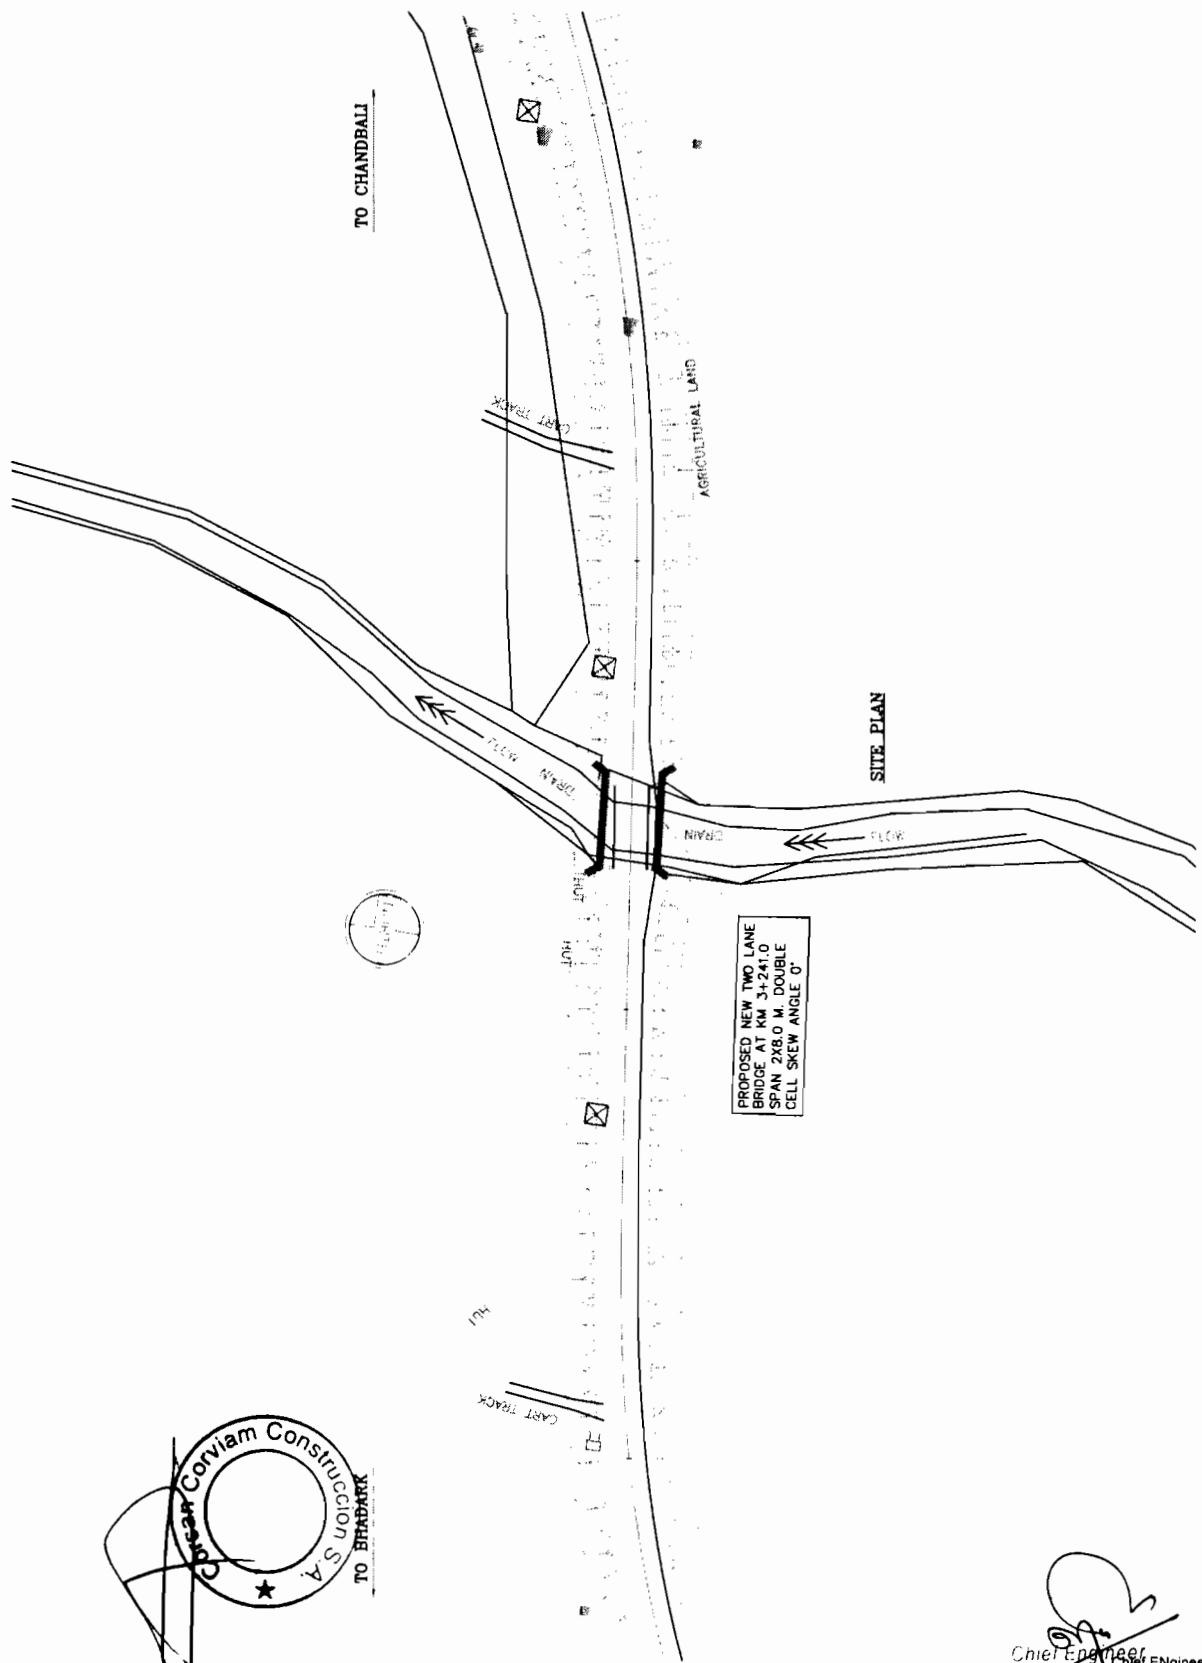 TO CHANDBALI
CART TRACK
AGRICULTURAL LAND
DRAIN
FLOW
SITE PLAN
DRAIN
FLOW
HUT
HUT
PROPOSED NEW TWO LANE
BRIDGE AT KM 3+241.0
SPAN 2X8.0 M. DOUBLE
CELL SKEW ANGLE 0°
HUT
CART TRACK
Corsan Corviam Construccion S.A.
TO BHADARK
Chief Engineer
Chief ENgineer